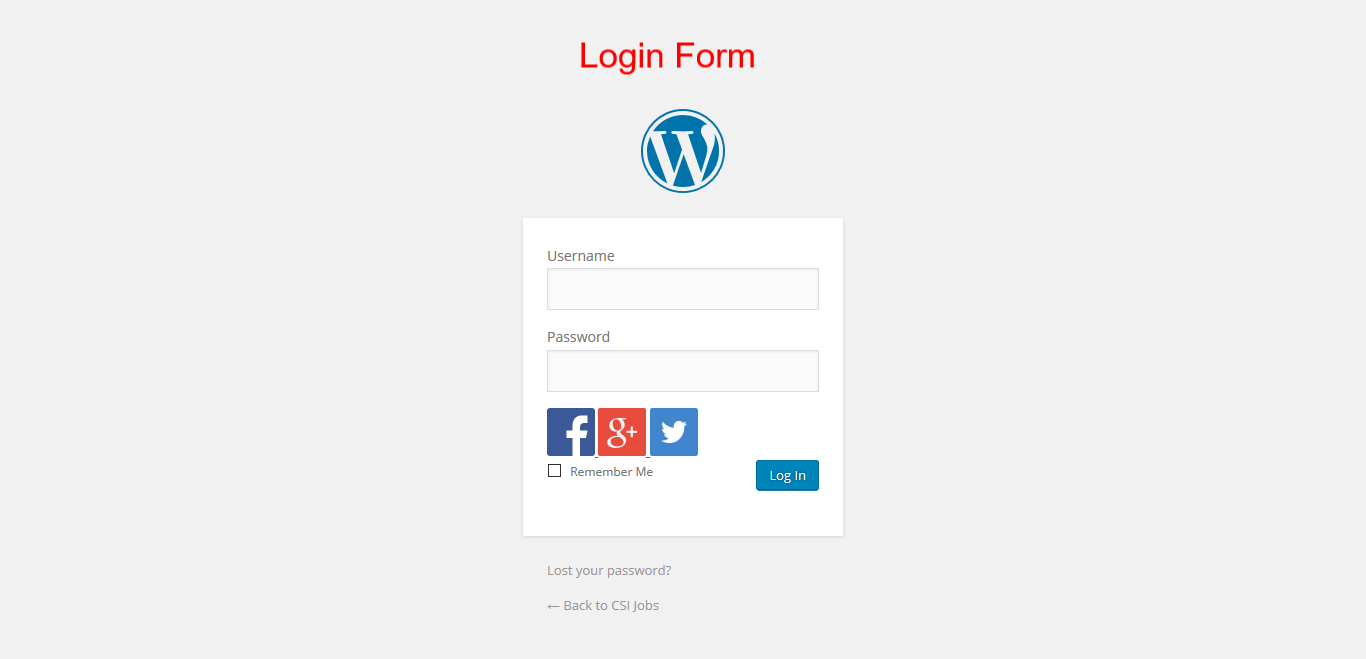 Login Form
W
Username
Password
f g+
Remember Me Log In
Lost your password?
← Back to CSI Jobs